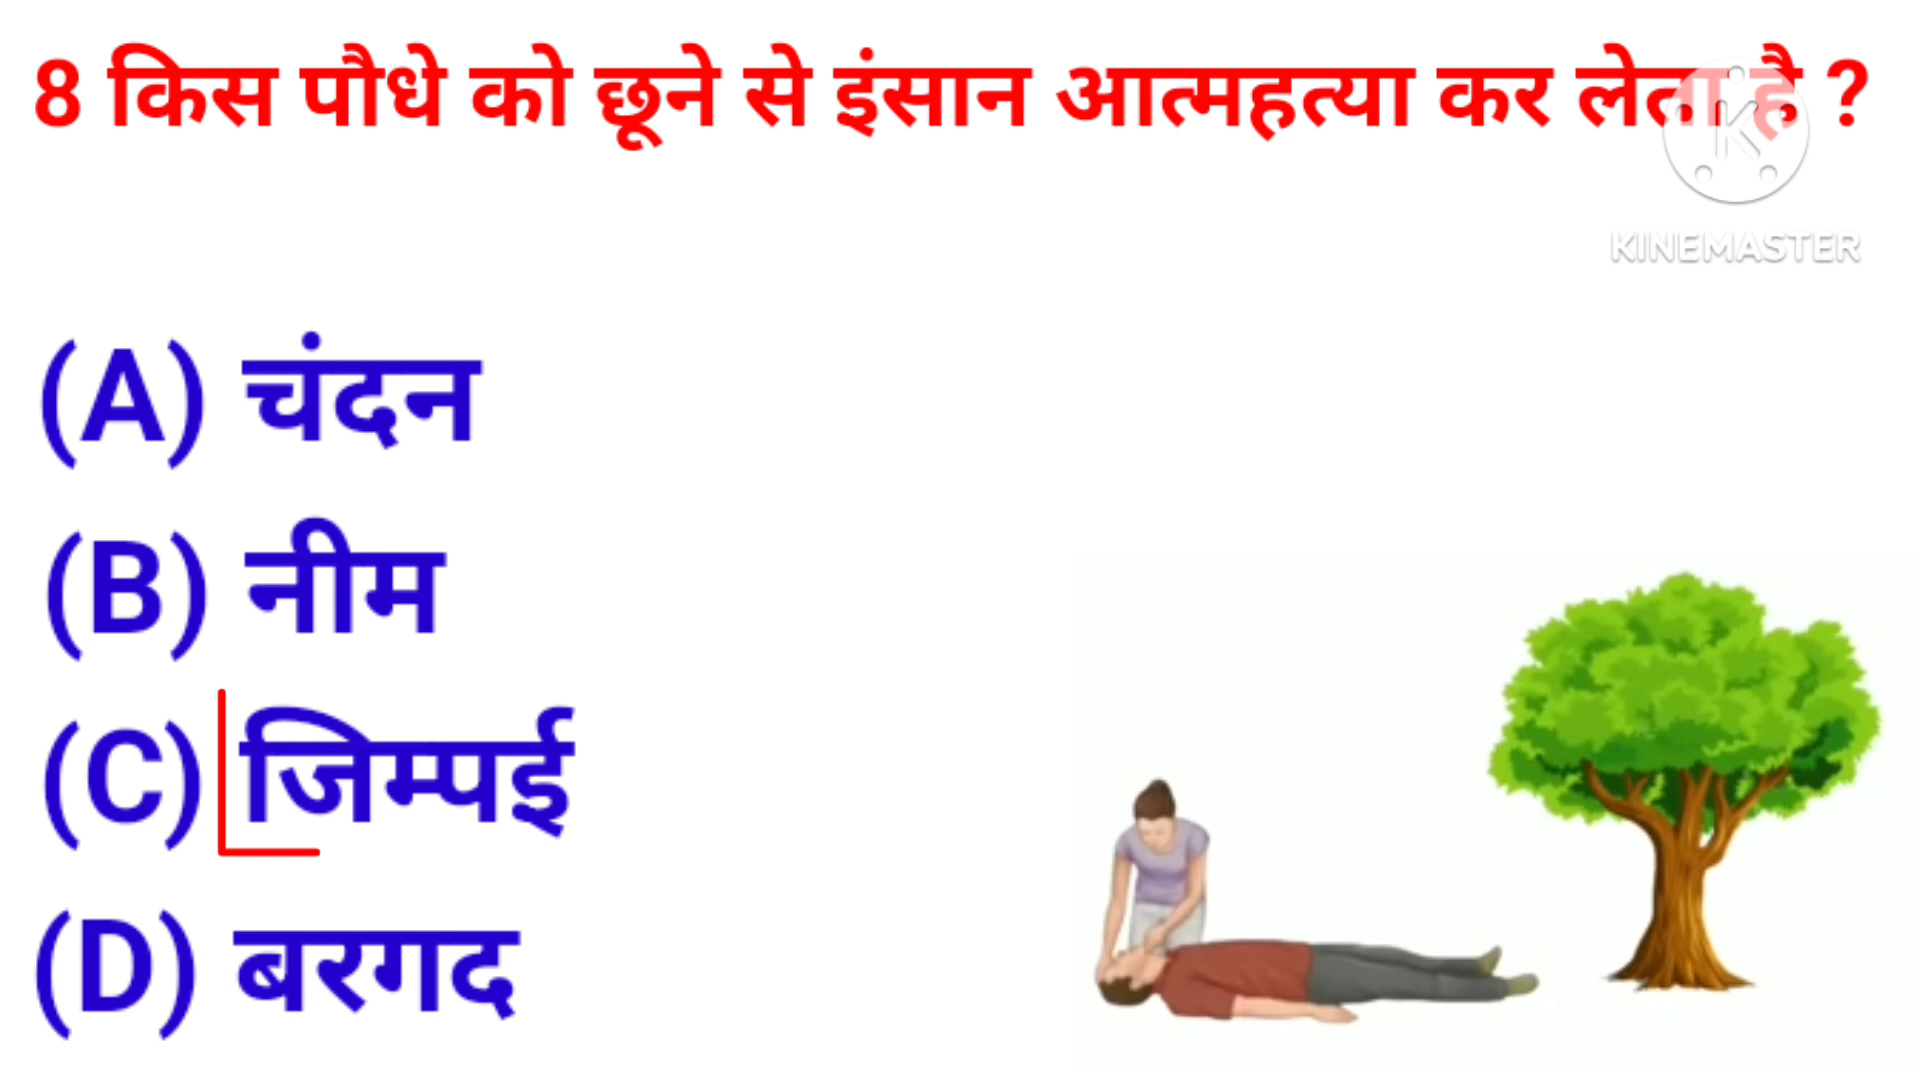 8 किस पौधे को छूने से इंसान आत्महत्या कर लेता है ?
K
KINEMASTER
(A) चंदन
(B) नीम
(C) जिम्पई
(D) बरगद